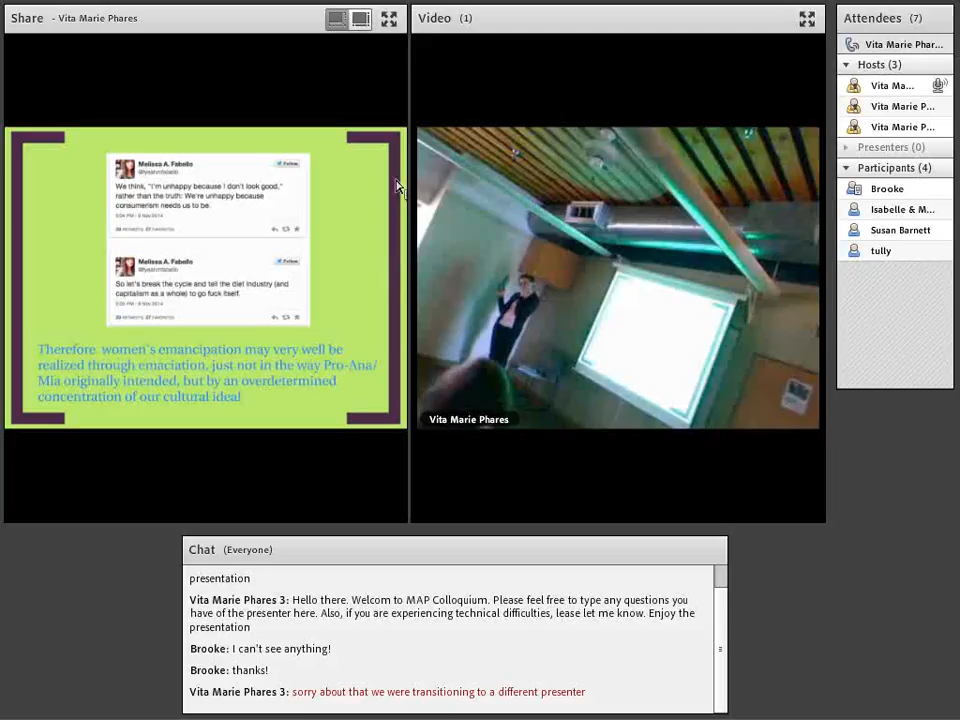 Share - Vita Marie Phares
Video (1)
Attendees (7)
Vita Marie Phar...
Hosts (3)
Vita Ma...
Vita Marie P...
Vita Marie P...
Presenters (0)
Participants (4)
Brooke
Isabelle & M...
Susan Barnett
tully
Melissa A. Fabello
@fyeahmfabello
Follow
We think, "I'm unhappy because I don't look good,"
rather than the truth: We're unhappy because
consumerism needs us to be.
Melissa A. Fabello
@fyeahmfabello
Follow
So let's break the cycle and tell the diet industry (and
capitalism as a whole) to go fuck itself.
Therefore women's emancipation may very well be
realized through emaciation, just not in the way Pro-Ana/
Mia originally intended, but by an overdetermined
concentration of our cultural ideal
Vita Marie Phares
Chat (Everyone)
presentation
Vita Marie Phares 3: Hello there. Welcom to MAP Colloquium. Please feel free to type any questions you
have of the presenter here. Also, if you are experiencing technical difficulties, lease let me know. Enjoy the
presentation
Brooke: I can't see anything!
Brooke: thanks!
Vita Marie Phares 3: sorry about that we were transitioning to a different presenter